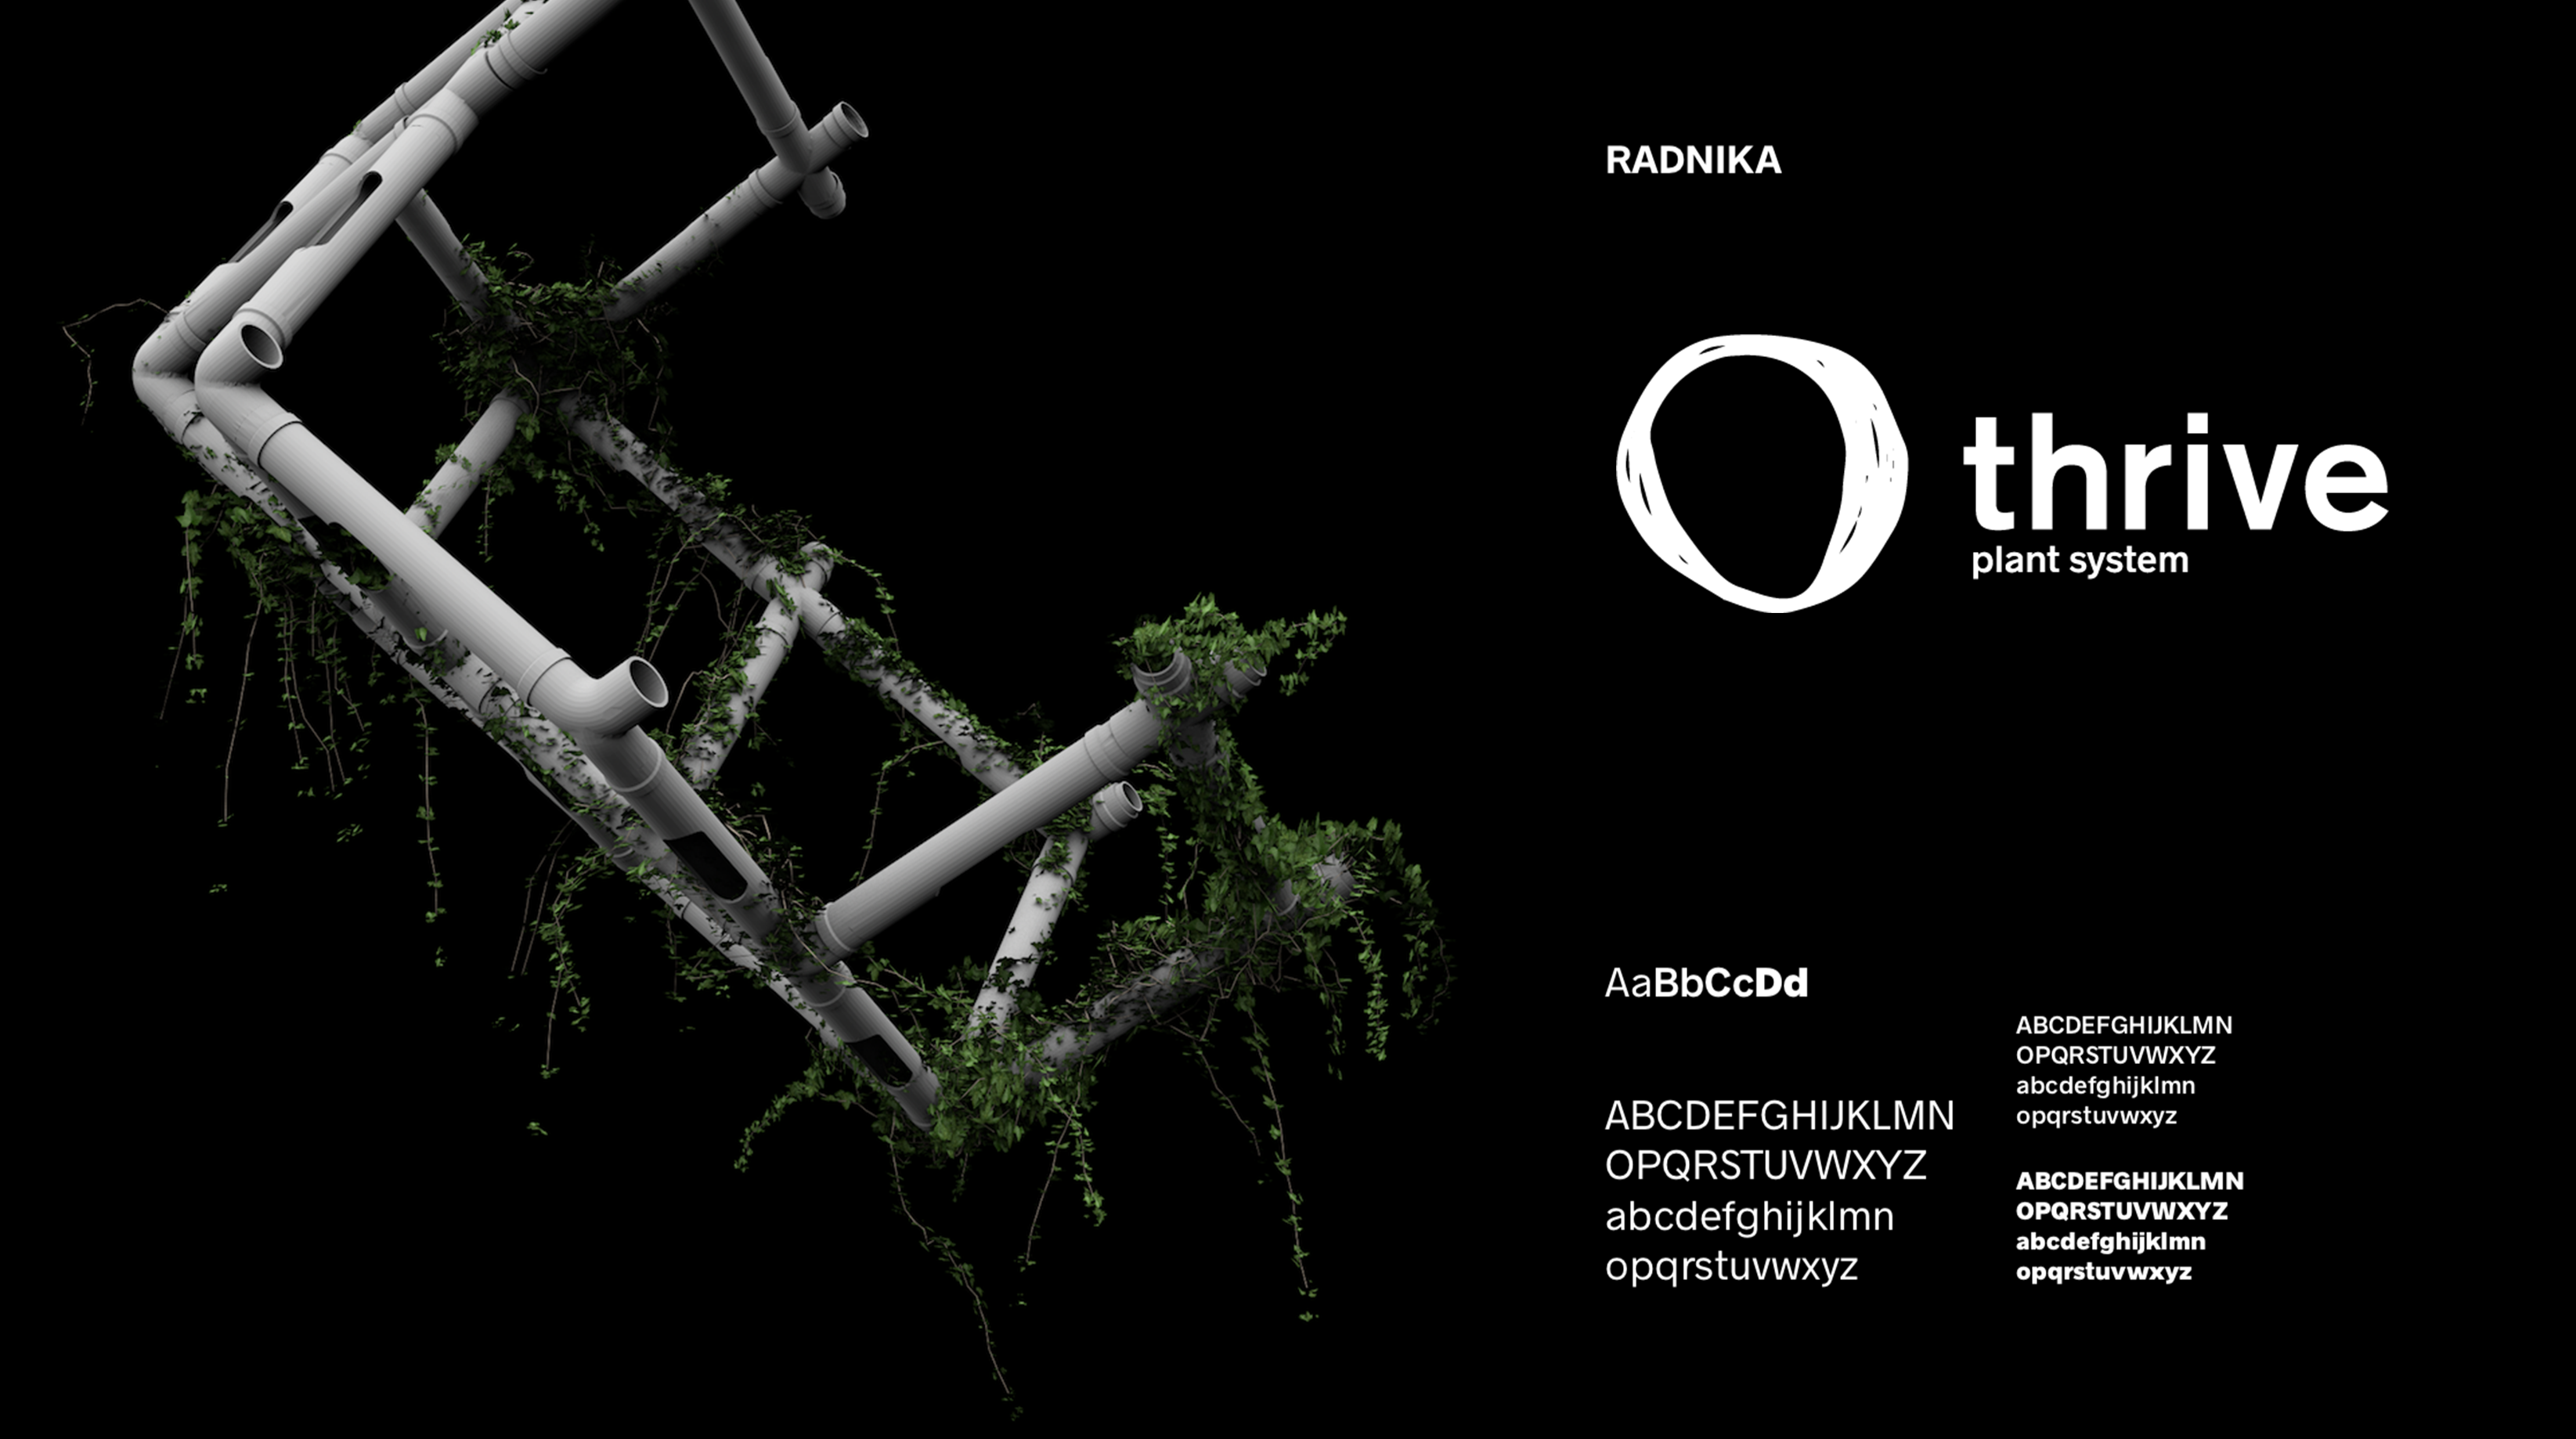 RADNIKA
thrive
plant system
AaBbCcDd
ABCDEFGHIJKLMN
OPQRSTUVWXYZ
abcdefghijklmn
opqrstuvwxyz
ABCDEFGHIJKLMN
OPQRSTUVWXYZ
abcdefghijklmn
opqrstuvwxyz
ABCDEFGHIJKLMN
OPQRSTUVWXYZ
abcdefghijklmn
opqrstuvwxyz